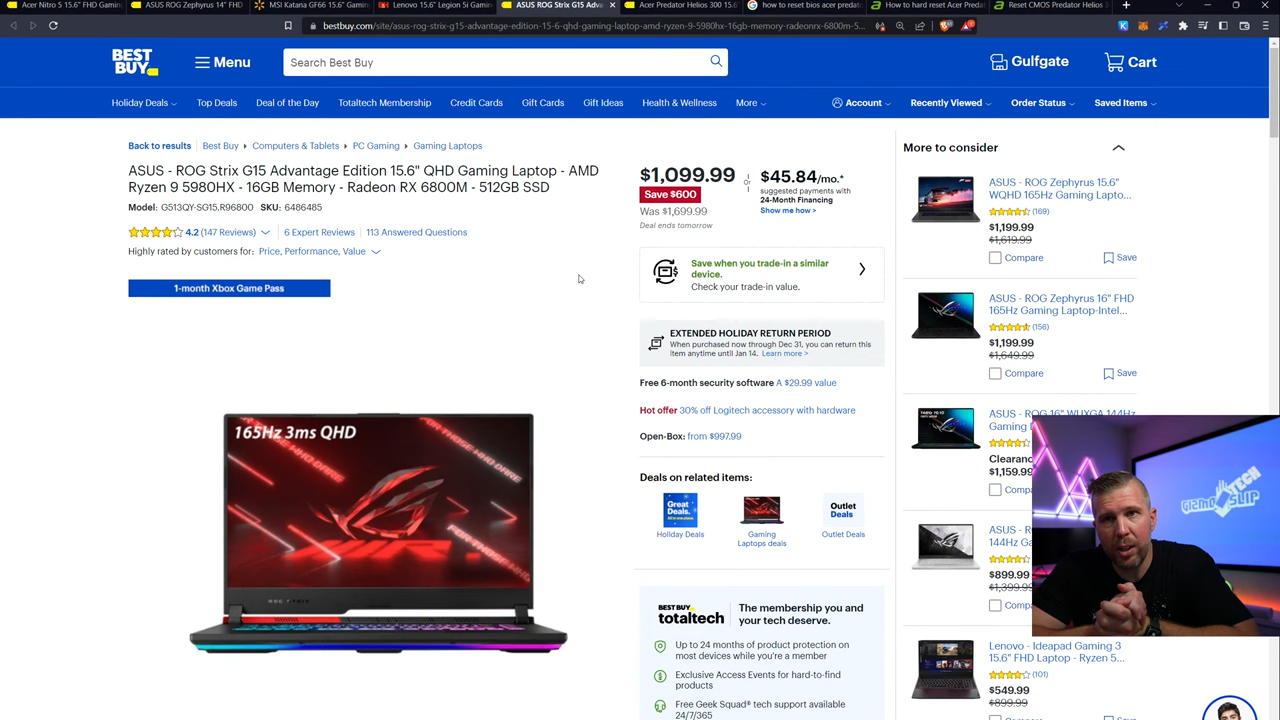 Acer Nitro 5 15.6" FHD Gaming
ASUS ROG Zephyrus 14" FHD
MSI Katana GF66 15.6" Gaming
Lenovo 15.6" Legion 5i Gaming
ASUS ROG Strix G15 Adva
Acer Predator Helios 300 15.6"
how to reset bios acer predato
How to hard reset Acer Pred
Reset CMOS Predator Helios 3
bestbuy.com/site/asus-rog-strix-g15-advantage-edition-15-6-qhd-gaming-laptop-amd-ryzen-9-5980hx-16gb-memory-radeonrx-6800m-5...
BEST BUY
Menu
Search Best Buy
Gulfgate
Cart
Holiday Deals
Top Deals
Deal of the Day
Totaltech Membership
Credit Cards
Gift Cards
Gift Ideas
Health & Wellness
More
Account
Recently Viewed
Order Status
Saved Items
Back to results
Best Buy
Computers & Tablets
PC Gaming
Gaming Laptops
ASUS - ROG Strix G15 Advantage Edition 15.6" QHD Gaming Laptop - AMD
Ryzen 9 5980HX - 16GB Memory - Radeon RX 6800M - 512GB SSD
Model: G513QY-SG15.R96800 SKU: 6486485
4.2 (147 Reviews)
6 Expert Reviews
113 Answered Questions
Highly rated by customers for: Price, Performance, Value
1-month Xbox Game Pass
165Hz 3ms QHD
$1,099.99
Save $600
Was $1,699.99
Deal ends tomorrow
or
$45.84/mo.*
suggested payments with
24-Month Financing
Show me how >
Save when you trade-in a similar
device.
Check your trade-in value.
EXTENDED HOLIDAY RETURN PERIOD
When purchased now through Dec 31, you can return this
item anytime until Jan 14. Learn more >
Free 6-month security software A $29.99 value
Hot offer 30% off Logitech accessory with hardware
Open-Box: from $997.99
Deals on related items:
Great
Deals.
Holiday Deals
Gaming
Laptops deals
Outlet
Deals
Outlet Deals
BEST BUY
totaltech
The membership you and
your tech deserve.
Up to 24 months of product protection on
most devices while you're a member
Exclusive Access Events for hard-to-find
products
Free Geek Squad® tech support available
24/7/365
More to consider
ASUS - ROG Zephyrus 15.6"
WQHD 165Hz Gaming Lapto...
(169)
$1,199.99
$1,619.99
Compare
Save
ASUS - ROG Zephyrus 16" FHD
165Hz Gaming Laptop-Intel...
(156)
$1,199.99
$1,649.99
Compare
Save
ASUS - ROG 16" WUXGA 144Hz
Gaming
Clearanc
$1,159.99
Comp
ASUS - R
144Hz Ga
$899.99
$1,399.99
Comp
Lenovo - Ideapad Gaming 3
15.6" FHD Laptop - Ryzen 5...
(101)
$549.99
$899.99